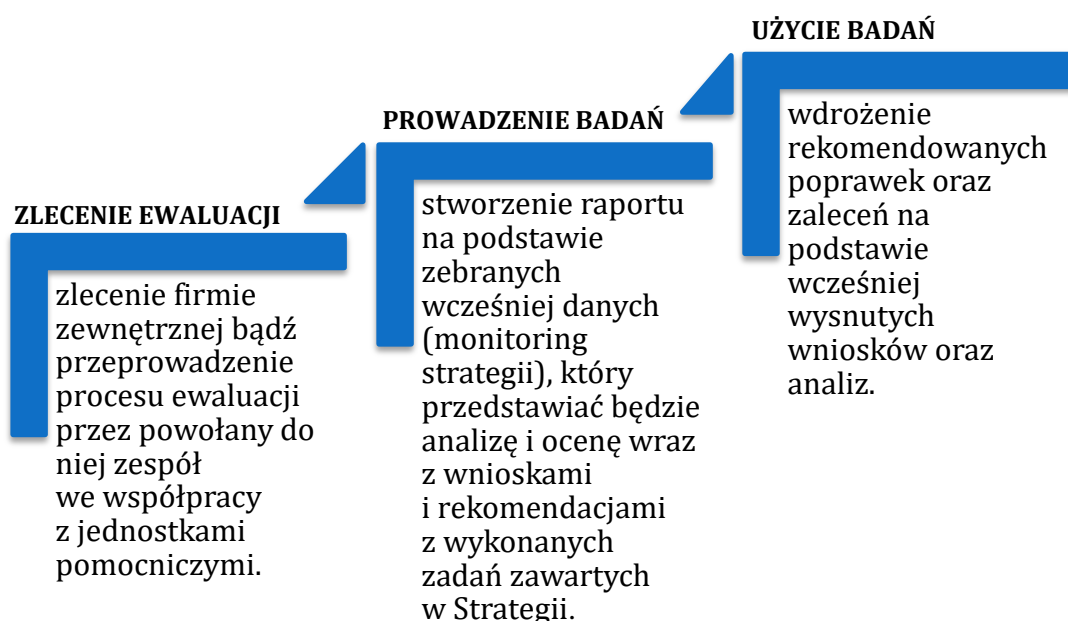 ZLECENIE EWALUACJI
zlecenie firmie
zewnętrznej bądź
przeprowadzenie
procesu ewaluacji
przez powołany do
niej zespół
we współpracy
z jednostkami
pomocniczymi.
PROWADZENIE BADAŃ
stworzenie raportu
na podstawie
zebranych
wcześniej danych
(monitoring
strategii), który
przedstawiać będzie
analizę i ocenę wraz
z wnioskami
i rekomendacjami
z wykonanych
zadań zawartych
w Strategii.
UŻYCIE BADAŃ
wdrożenie
rekomendowanych
poprawek oraz
zaleceń na
podstawie
wcześniej
wysnutych
wniosków oraz
analiz.